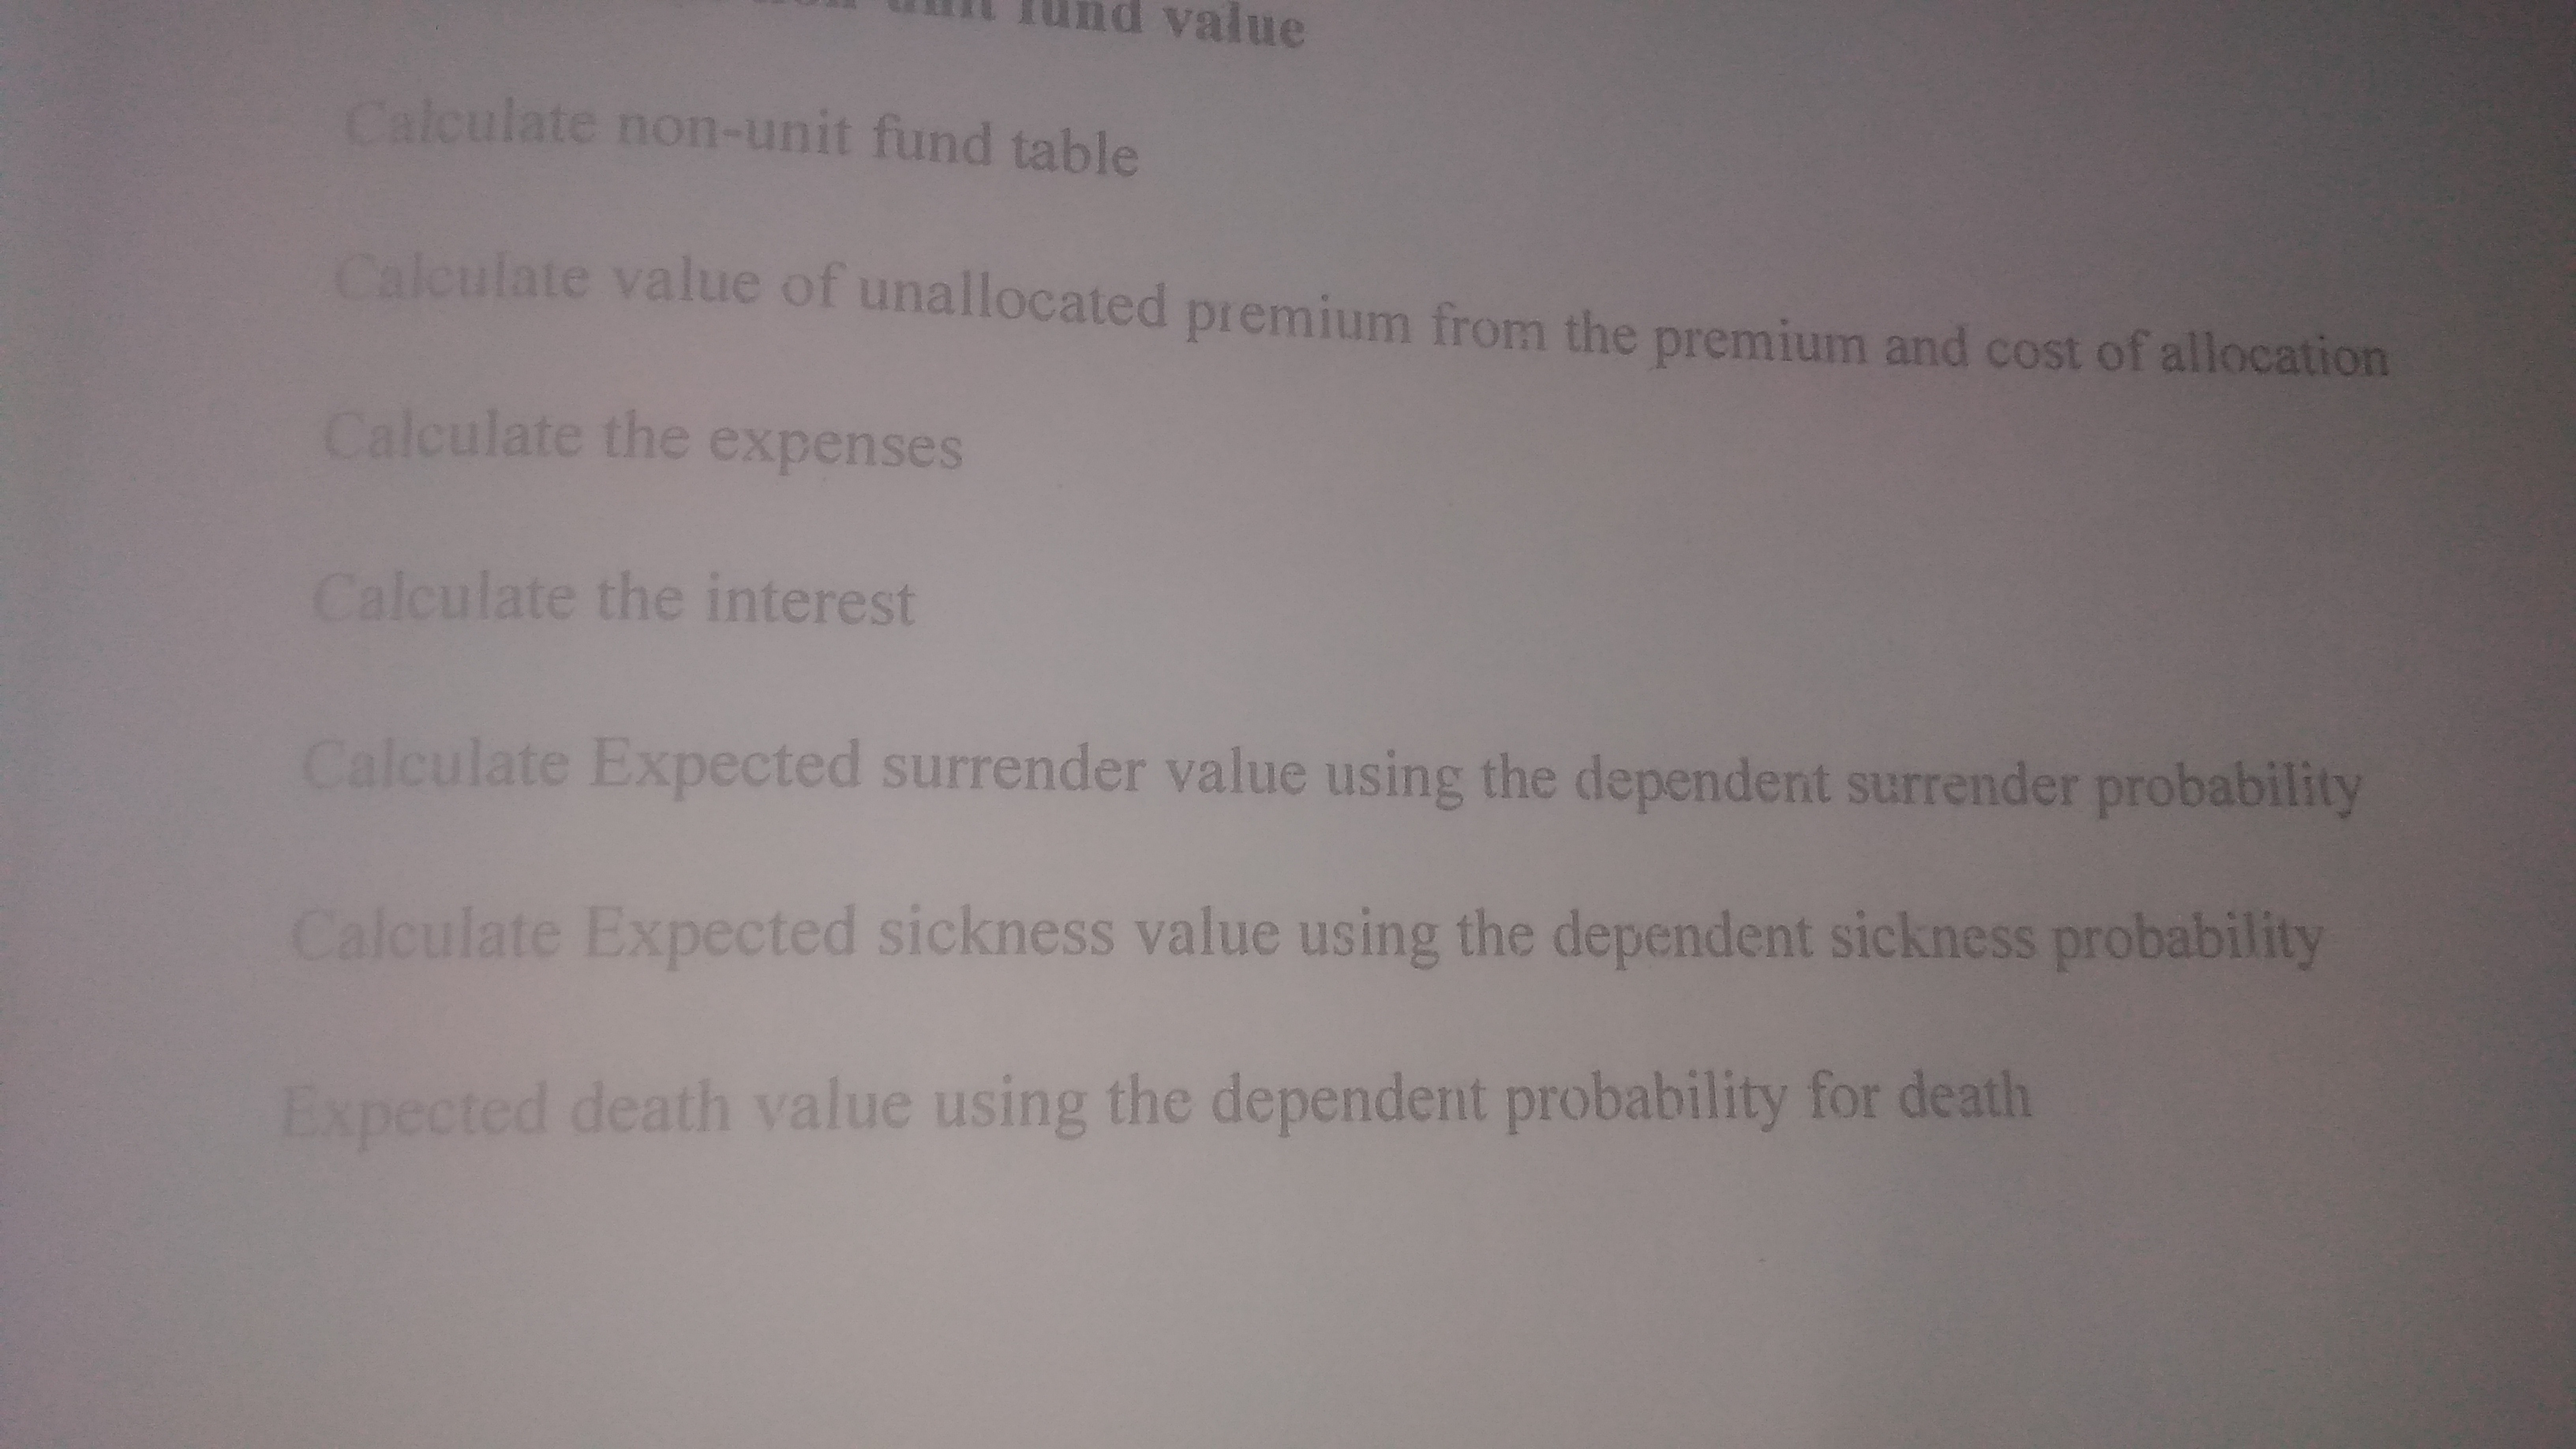 unit fund value
Calculate non-unit fund table
Calculate value of unallocated premium from the premium and cost of allocation
Calculate the expenses
Calculate the interest
Calculate Expected surrender value using the dependent surrender probability
Calculate Expected sickness value using the dependent sickness probability
Expected death value using the dependent probability for death